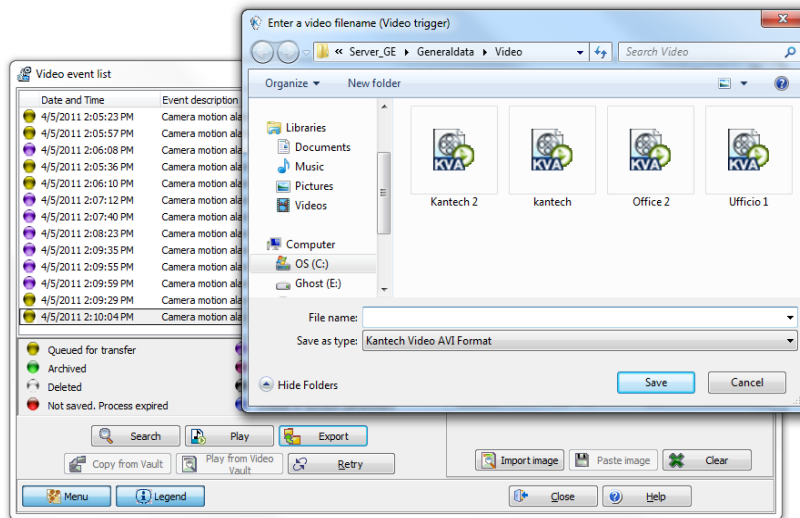 Enter a video filename (Video trigger)
« Server_GE ▸ Generaldata ▸ Video
Search Video
Organize
New folder
Libraries
Documents
Music
Pictures
Videos
Computer
OS (C:)
Ghost (E:)
KVA
KVA
KVA
KVA
Kantech 2
kantech
Office 2
Ufficio 1
File name:
Save as type: Kantech Video AVI Format
Hide Folders
Save
Cancel
Video event list
Date and Time Event description
4/5/2011 2:05:23 PM Camera motion ala
4/5/2011 2:05:57 PM Camera motion ala
4/5/2011 2:06:08 PM Camera motion ala
4/5/2011 2:05:36 PM Camera motion ala
4/5/2011 2:06:10 PM Camera motion ala
4/5/2011 2:07:12 PM Camera motion ala
4/5/2011 2:07:40 PM Camera motion ala
4/5/2011 2:08:23 PM Camera motion ala
4/5/2011 2:09:35 PM Camera motion ala
4/5/2011 2:09:55 PM Camera motion ala
4/5/2011 2:09:59 PM Camera motion ala
4/5/2011 2:09:29 PM Camera motion ala
4/5/2011 2:10:04 PM Camera motion ala
Queued for transfer
Archived
Deleted
Not saved. Process expired
Search
Play
Export
Copy from Vault
Play from Video
Vault
Retry
Import image
Paste image
Clear
Menu
Legend
Close
Help